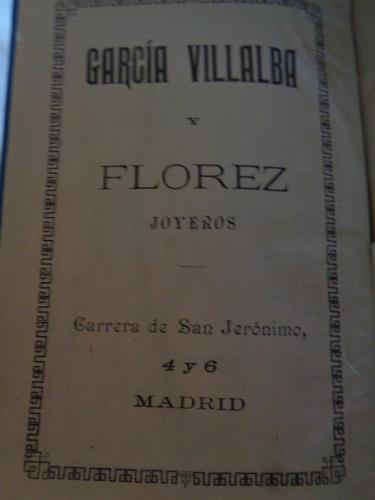 GARCÍA VILLALBA
Y
FLOREZ
JOYEROS
Carrera de San Jerónimo,
4 y 6
MADRID